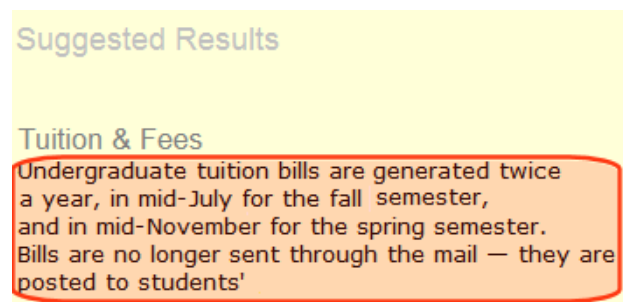 Suggested Results
Tuition & Fees
Undergraduate tuition bills are generated twice
a year, in mid-July for the fall semester,
and in mid-November for the spring semester.
Bills are no longer sent through the mail — they are
posted to students'